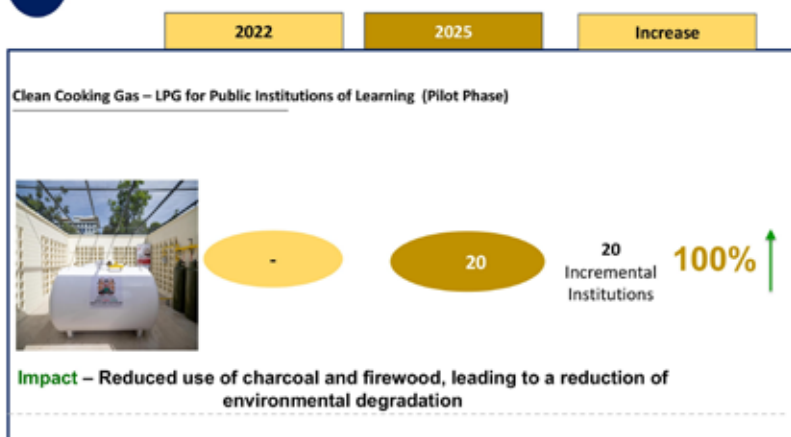 2022
2025
Increase
Clean Cooking Gas – LPG for Public Institutions of Learning (Pilot Phase)
-
20
20
Incremental
Institutions
100%
Impact – Reduced use of charcoal and firewood, leading to a reduction of
environmental degradation